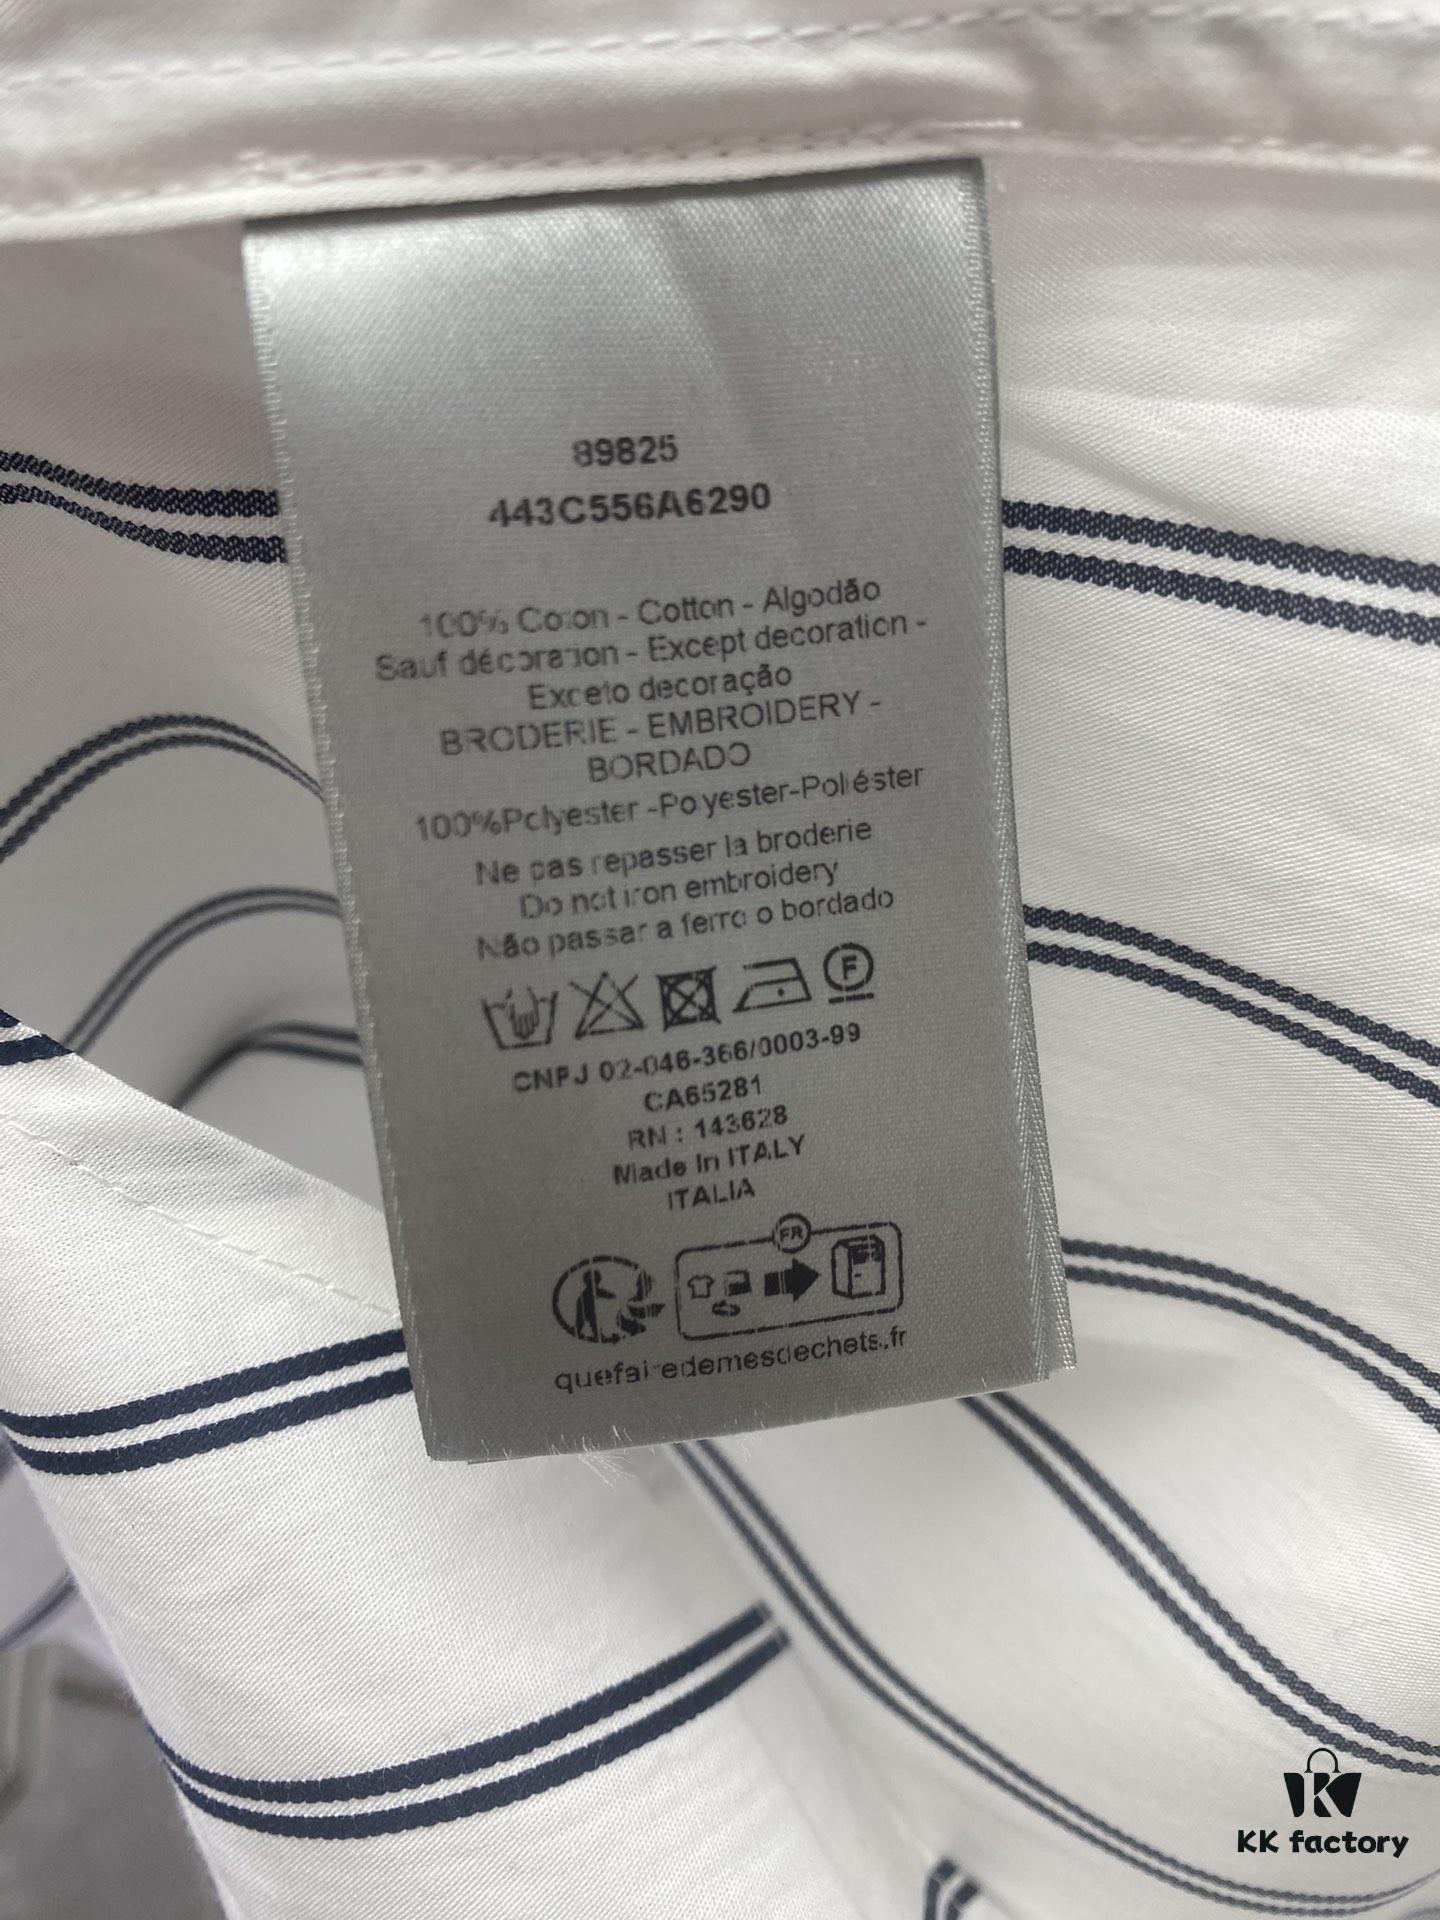 89825
443C556A6290
100% Coton - Cotton - Algodão
Sauf décoration - Except decoration -
Exceto decoração
BRODERIE - EMBROIDERY -
BORDADO
100%Polyester -Polyester-Poliéster
Ne pas repasser la broderie
Do not iron embroidery
Não passar a ferro o bordado
F
CNPJ 02-046-366/0003-99
CA65281
RN : 143628
Made In ITALY
ITALIA
FR
quefairedemesdechets.fr
KK factory